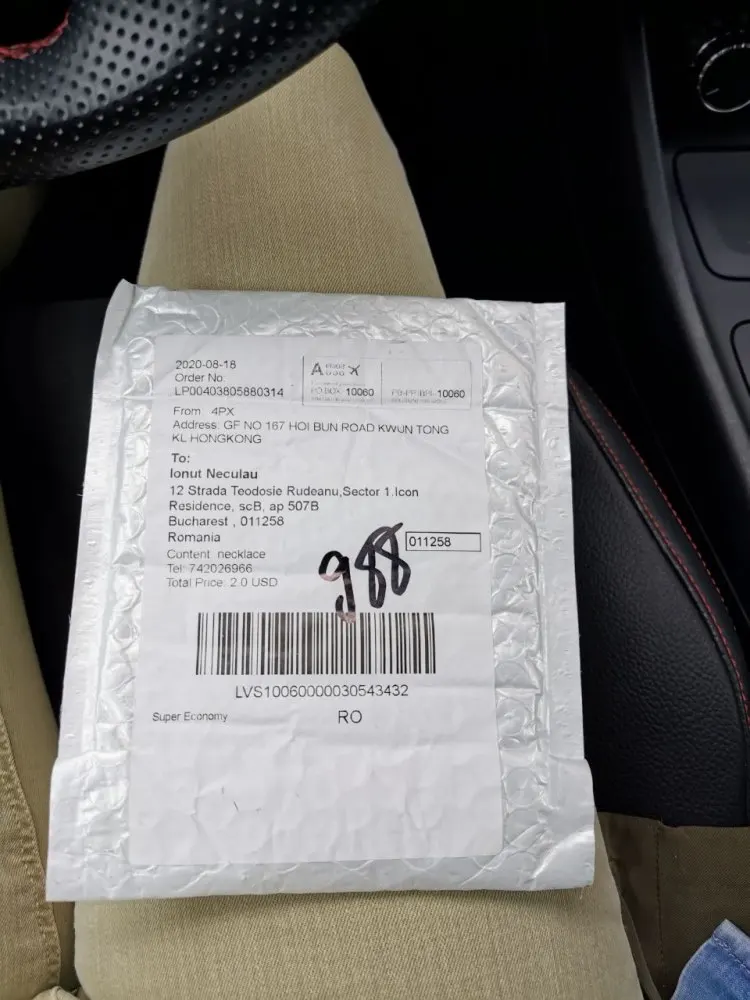 2020-08-18
Order No:
LP00403805880314
A
PO BOX 10060
10060
From: 4PX
Address: GF NO 167 HOI BUN ROAD KWUN TONG
KL HONGKONG
To:
Ionut Neculau
12 Strada Teodosie Rudeanu,Sector 1.Icon
Residence, scB, ap 507B
Bucharest , 011258
Romania
011258
Content: necklace
Tel: 742026966
Total Price: 2.0 USD
988
LVS10060000030543432
Super Economy
RO